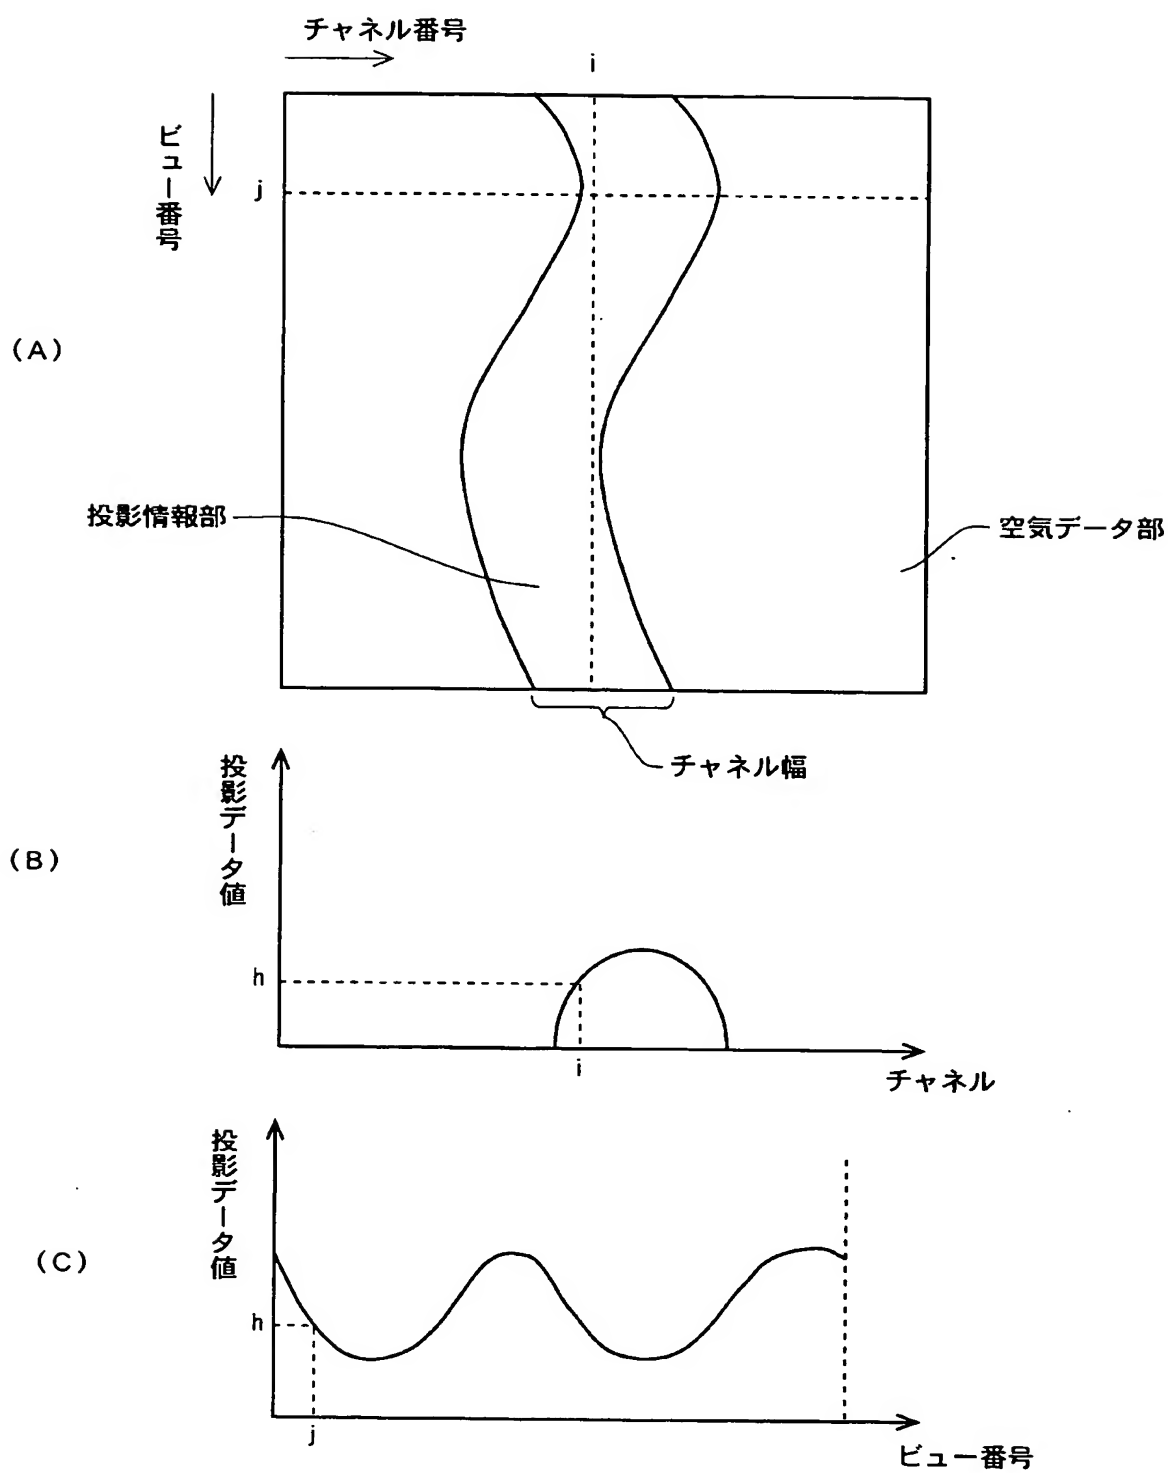 チャネル番号
i
ビュー番号
j
(A)
投影情報部
空気データ部
チャネル幅
投影データ値
(B)
h
i
チャネル
投影データ値
(C)
h
j
ビュー番号